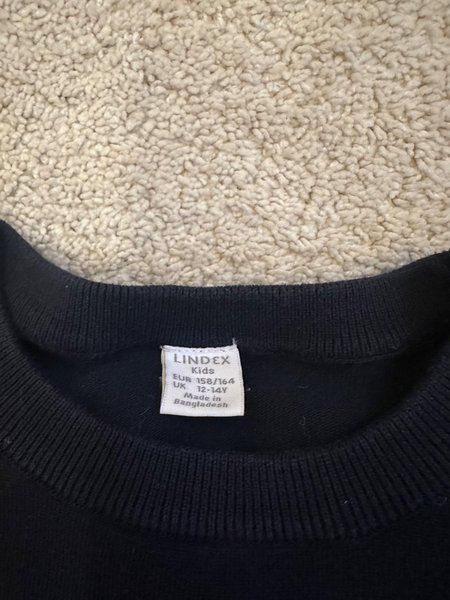 LINDEX
Kids
EUR 158/164
UK 12-14Y
Made in
Bangladesh